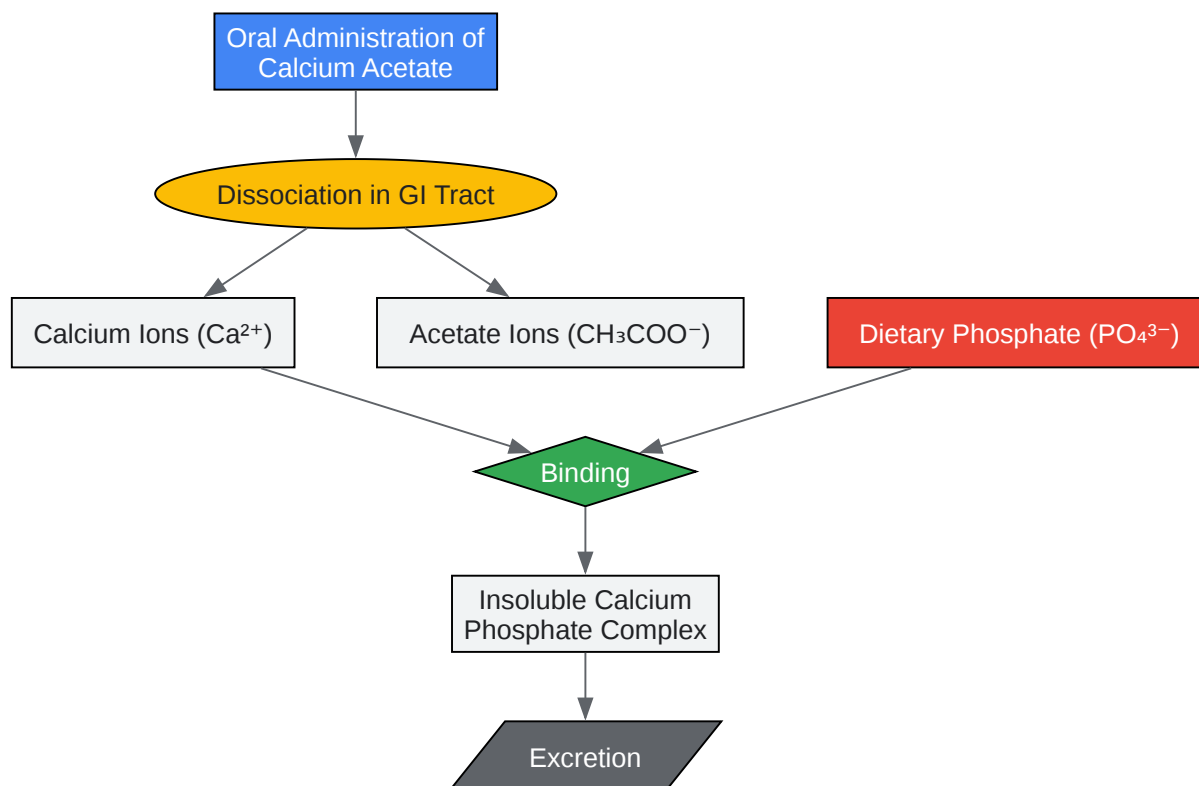 Oral Administration of
Calcium Acetate
Dissociation in GI Tract
Calcium Ions (Ca²⁺)
Acetate Ions (CH₃COO⁻)
Dietary Phosphate (PO₄³⁻)
Binding
Insoluble Calcium
Phosphate Complex
Excretion